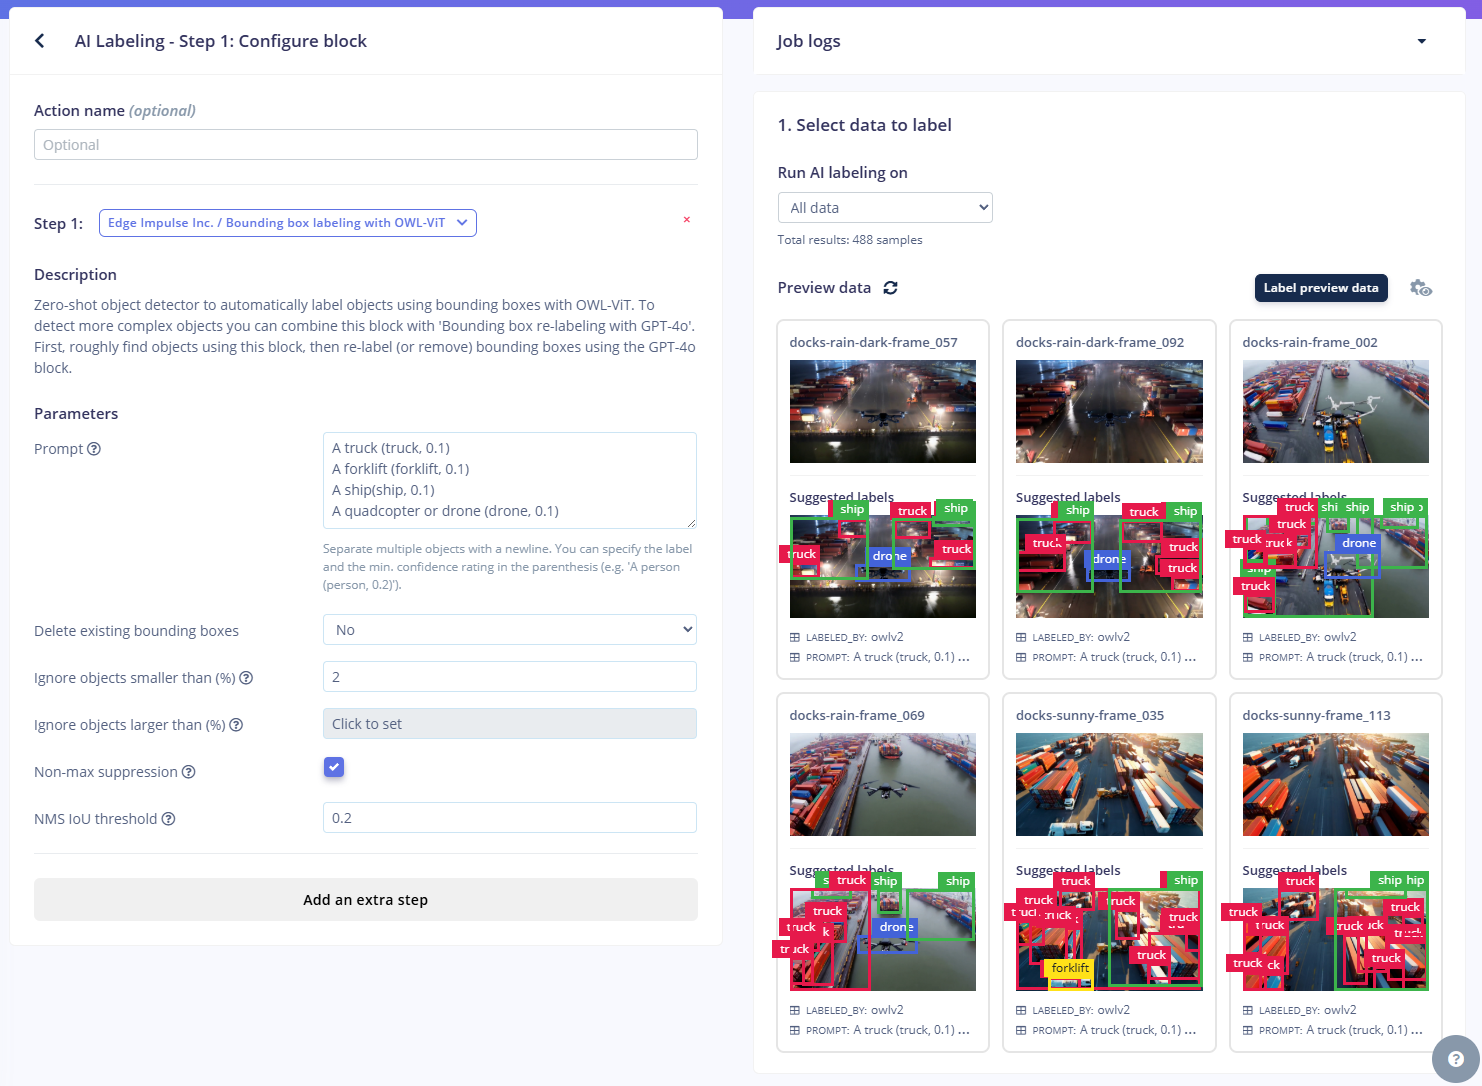 AI Labeling - Step 1: Configure block
Action name (optional)
Optional
Step 1:
Edge Impulse Inc. / Bounding box labeling with OWL-ViT
×
Description
Zero-shot object detector to automatically label objects using bounding boxes with OWL-ViT. To
detect more complex objects you can combine this block with 'Bounding box re-labeling with GPT-4o'.
First, roughly find objects using this block, then re-label (or remove) bounding boxes using the GPT-4o
block.
Parameters
Prompt
A truck (truck, 0.1)
A forklift (forklift, 0.1)
A ship(ship, 0.1)
A quadcopter or drone (drone, 0.1)
Separate multiple objects with a newline. You can specify the label
and the min. confidence rating in the parenthesis (e.g. 'A person
(person, 0.2)').
Delete existing bounding boxes
No
Ignore objects smaller than (%)
2
Ignore objects larger than (%)
Click to set
Non-max suppression
NMS IoU threshold
0.2
Add an extra step
Job logs
1. Select data to label
Run AI labeling on
All data
Total results: 488 samples
Preview data
Label preview data
docks-rain-dark-frame_057
Suggested labels
ship
truck
ship
truck
drone
truck
LABELED_BY: owlv2
PROMPT: A truck (truck, 0.1) ...
docks-rain-dark-frame_092
Suggested labels
ship
truck
ship
truck
drone
truck
truck
LABELED_BY: owlv2
PROMPT: A truck (truck, 0.1) ...
docks-rain-frame_002
Suggested labels
truck
shi
ship
ship
truck
truck
truck
drone
ship
truck
LABELED_BY: owlv2
PROMPT: A truck (truck, 0.1) ...
docks-rain-frame_069
Suggested labels
s
truck
ship
ship
truck
truck
k
drone
truck
LABELED_BY: owlv2
PROMPT: A truck (truck, 0.1) ...
docks-sunny-frame_035
Suggested labels
truck
ship
truck
truck
truck
truck
truck
truck
forklift
LABELED_BY: owlv2
PROMPT: A truck (truck, 0.1) ...
docks-sunny-frame_113
Suggested labels
truck
ship
hip
truck
truck
truck
truck
uck
truck
truck
ck
truck
LABELED_BY: owlv2
PROMPT: A truck (truck, 0.1) ...